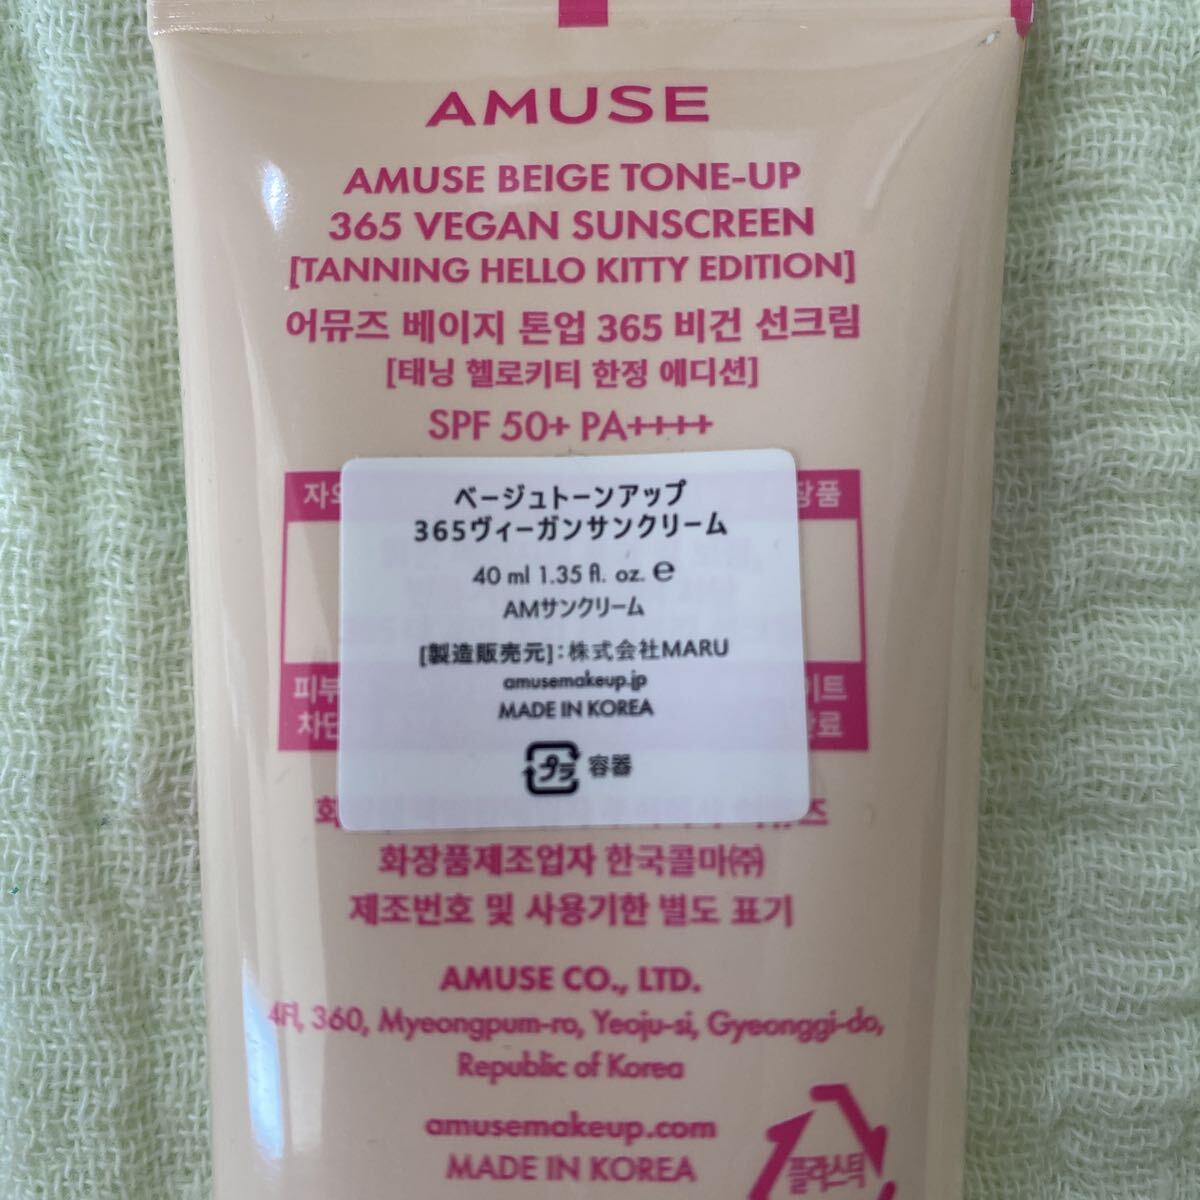 AMUSE
AMUSE BEIGE TONE-UP
365 VEGAN SUNSCREEN
[TANNING HELLO KITTY EDITION]
어뮤즈 베이지 톤업 365 비건 선크림
[태닝 헬로키티 한정 에디션]
SPF 50+ PA++++
ベージュトーンアップ
365ヴィーガンサンクリーム
40 ml 1.35 fl. oz. ℮
AMサンクリーム
[製造販売元]:株式会社MARU
amusemakeup.jp
MADE IN KOREA
プラ 容器
화장품제조업자 한국콜마㈜
제조번호 및 사용기한 별도 표기
AMUSE CO., LTD.
4Fl, 360, Myeongpum-ro, Yeoju-si, Gyeonggi-do,
Republic of Korea
amusemakeup.com
MADE IN KOREA
플라스틱